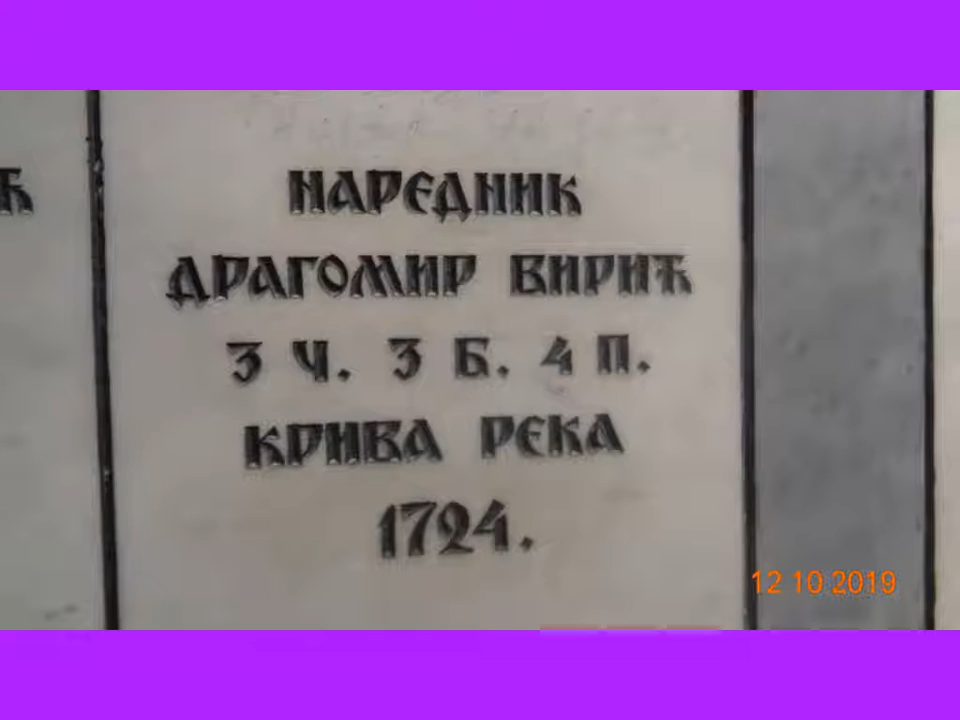 Ћ
НАРЕДНИК
ДРАГОМИР ВИРИЋ
3 Ч. 3 Б. 4 П.
КРИВА РЕКА
1724.
12 10 2019